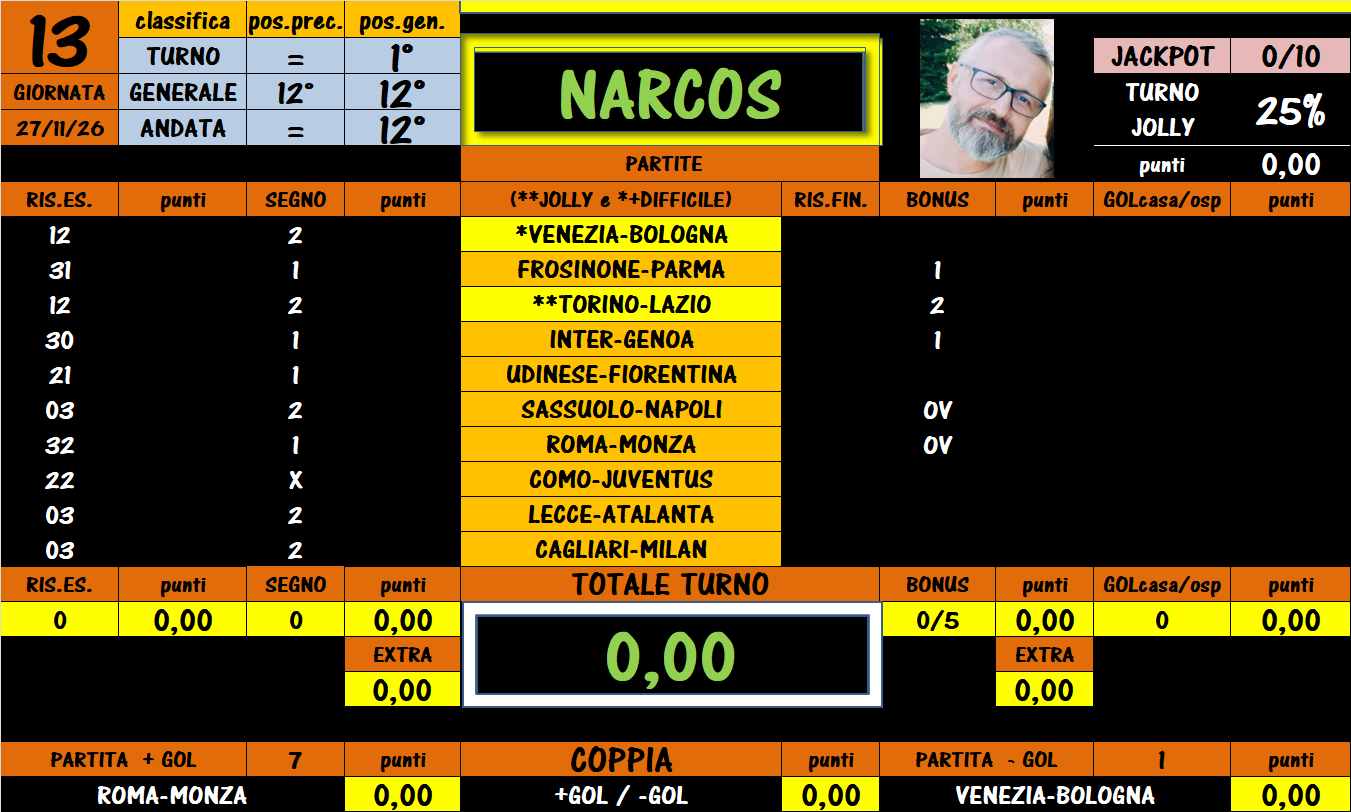 13 classifica pos.prec. pos.gen.
TURNO = 1°
GIORNATA GENERALE 12° 12°
27/11/26 ANDATA = 12°
NARCOS
JACKPOT 0/10
TURNO JOLLY 25%
punti 0,00
PARTITE
RIS.ES. punti SEGNO punti (**JOLLY e *+DIFFICILE) RIS.FIN. BONUS punti GOLcasa/osp punti
12 2 *VENEZIA-BOLOGNA
31 1 FROSINONE-PARMA 1
12 2 **TORINO-LAZIO 2
30 1 INTER-GENOA 1
21 1 UDINESE-FIORENTINA
03 2 SASSUOLO-NAPOLI OV
32 1 ROMA-MONZA OV
22 X COMO-JUVENTUS
03 2 LECCE-ATALANTA
03 2 CAGLIARI-MILAN
RIS.ES. punti SEGNO punti TOTALE TURNO BONUS punti GOLcasa/osp punti
0 0,00 0 0,00 0/5 0,00 0 0,00
0,00
EXTRA EXTRA
0,00 0,00
PARTITA + GOL 7 punti COPPIA punti PARTITA - GOL 1 punti
ROMA-MONZA 0,00 +GOL / -GOL 0,00 VENEZIA-BOLOGNA 0,00